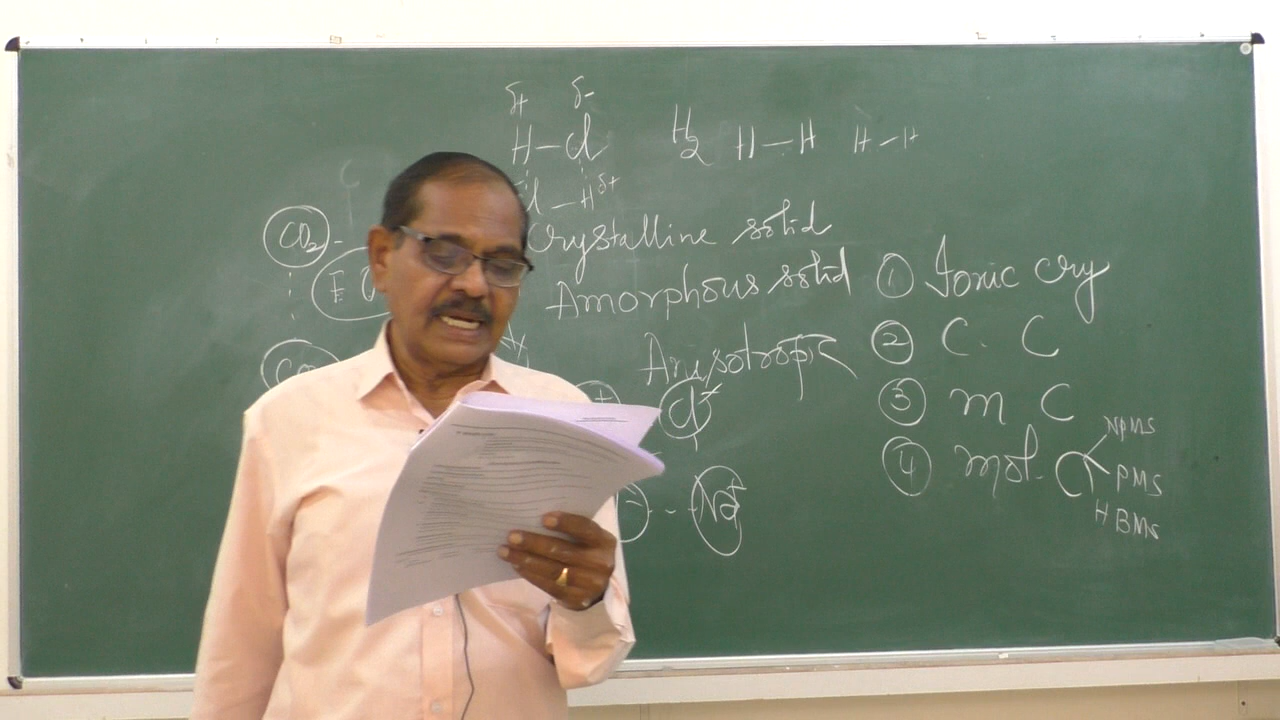 δ+ δ-
H-Cl H2 H-H H-H
Cl-H δ+
CO2
Crystalline solid
Amorphous solid
Anisotropic
Cl-
Na+
① Ionic Cry
② C. C
③ m C
④ mol. C
NPMS
PMS
HBMS